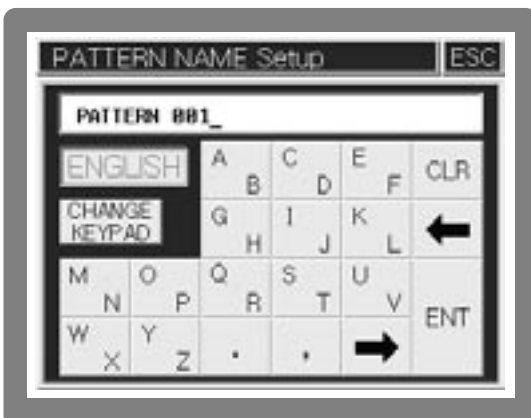 PATTERN NAME Setup ESC
PATTERN 001_
ENGLISH A B C D E F CLR
CHANGE KEYPAD G H I J K L
M N O P Q R S T U V ENT
W X Y Z . ,